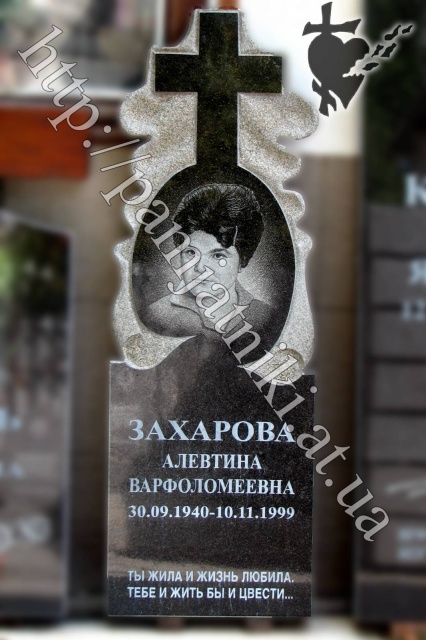 http://pamjatniki.at.ua
ЗАХАРОВА
АЛЕВТИНА
ВАРФОЛОМЕЕВНА
30.09.1940-10.11.1999
ТЫ ЖИЛА И ЖИЗНЬ ЛЮБИЛА.
ТЕБЕ И ЖИТЬ БЫ И ЦВЕСТИ...